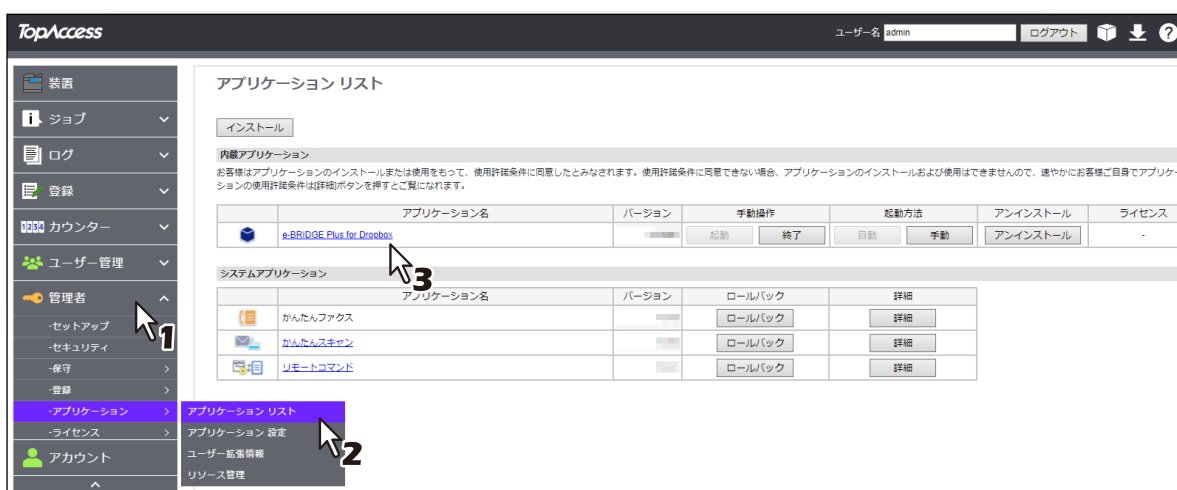 TopAccess
ユーザー名 admin ログアウト
装置
ジョブ
ログ
登録
1234 カウンター
ユーザー管理
管理者
-セットアップ
-セキュリティ
-保守
-登録
-アプリケーション
-ライセンス
アカウント
1
アプリケーション リスト
アプリケーション 設定
ユーザー拡張情報
リソース管理
2
アプリケーション リスト
インストール
内蔵アプリケーション
お客様はアプリケーションのインストールまたは使用をもって、使用許諾条件に同意したとみなされます。使用許諾条件に同意できない場合、アプリケーションのインストールおよび使用はできませんので、速やかにお客様ご自身でアプリケー
ションの使用許諾条件は[詳細]ボタンを押すとご覧になれます。
アプリケーション名 バージョン 手動操作 起動方法 アンインストール ライセンス
e-BRIDGE Plus for Dropbox 起動 終了 自動 手動 アンインストール -
3
システムアプリケーション
アプリケーション名 バージョン ロールバック 詳細
かんたんファクス ロールバック 詳細
かんたんスキャン ロールバック 詳細
リモートコマンド ロールバック 詳細